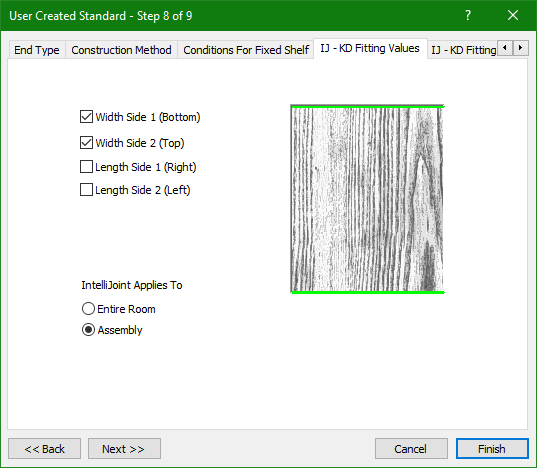 User Created Standard - Step 8 of 9
?
End Type Construction Method Conditions For Fixed Shelf IJ - KD Fitting Values IJ - KD Fitting
Width Side 1 (Bottom)
Width Side 2 (Top)
Length Side 1 (Right)
Length Side 2 (Left)
IntelliJoint Applies To
Entire Room
Assembly
<< Back Next >> Cancel Finish